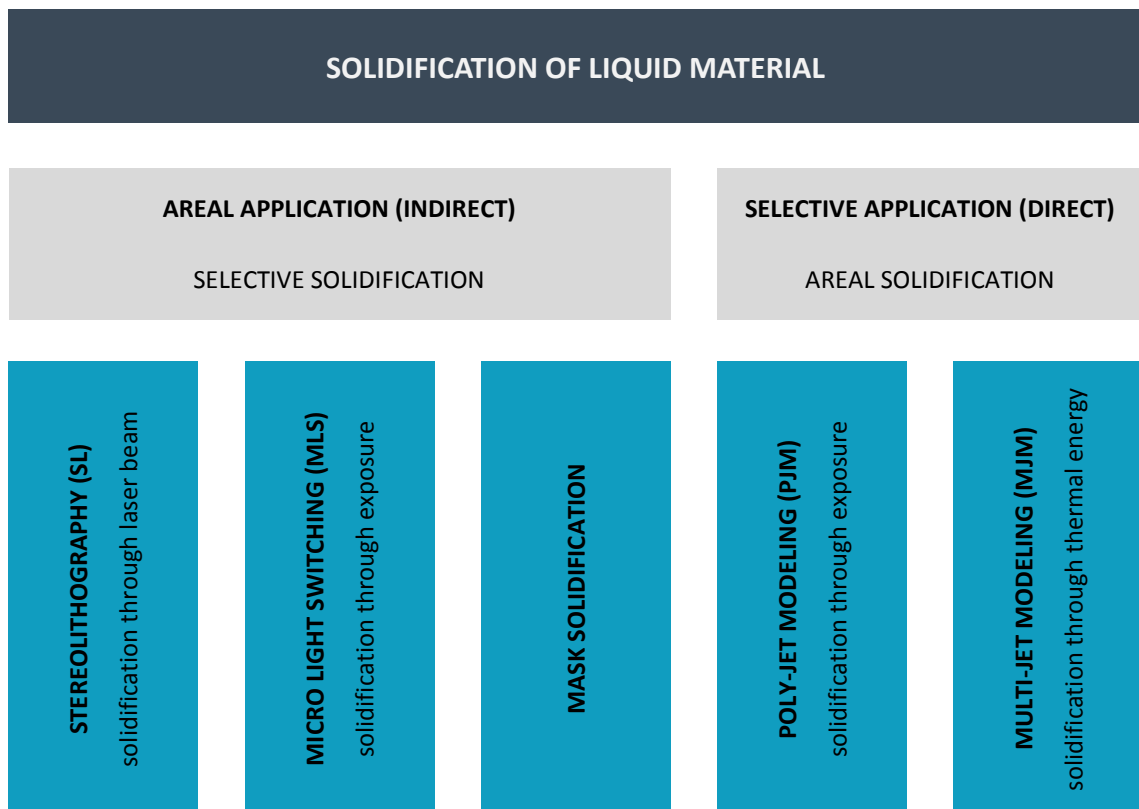 SOLIDIFICATION OF LIQUID MATERIAL
AREAL APPLICATION (INDIRECT)
SELECTIVE SOLIDIFICATION
SELECTIVE APPLICATION (DIRECT)
AREAL SOLIDIFICATION
STEREOLITHOGRAPHY (SL)
solidification through laser beam
MICRO LIGHT SWITCHING (MLS)
solidification through exposure
MASK SOLIDIFICATION
POLY-JET MODELING (PJM)
solidification through exposure
MULTI-JET MODELING (MJM)
solidification through thermal energy